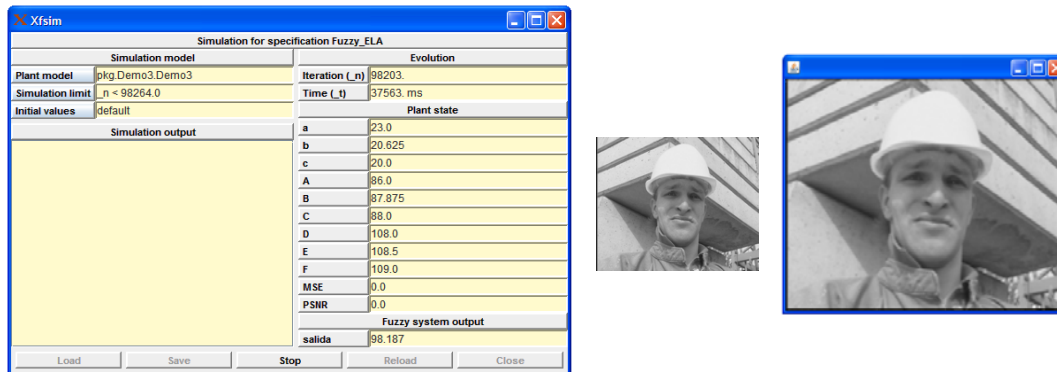 Xfsim
Simulation for specification Fuzzy_ELA
Simulation model
Plant model pkg.Demo3.Demo3
Simulation limit _n < 98264.0
Initial values default
Simulation output
Evolution
Iteration (_n) 98203.
Time (_t) 37563. ms
Plant state
a 23.0
b 20.625
c 20.0
A 86.0
B 87.875
C 88.0
D 108.0
E 108.5
F 109.0
MSE 0.0
PSNR 0.0
Fuzzy system output
salida 98.187
Load Save Stop Reload Close